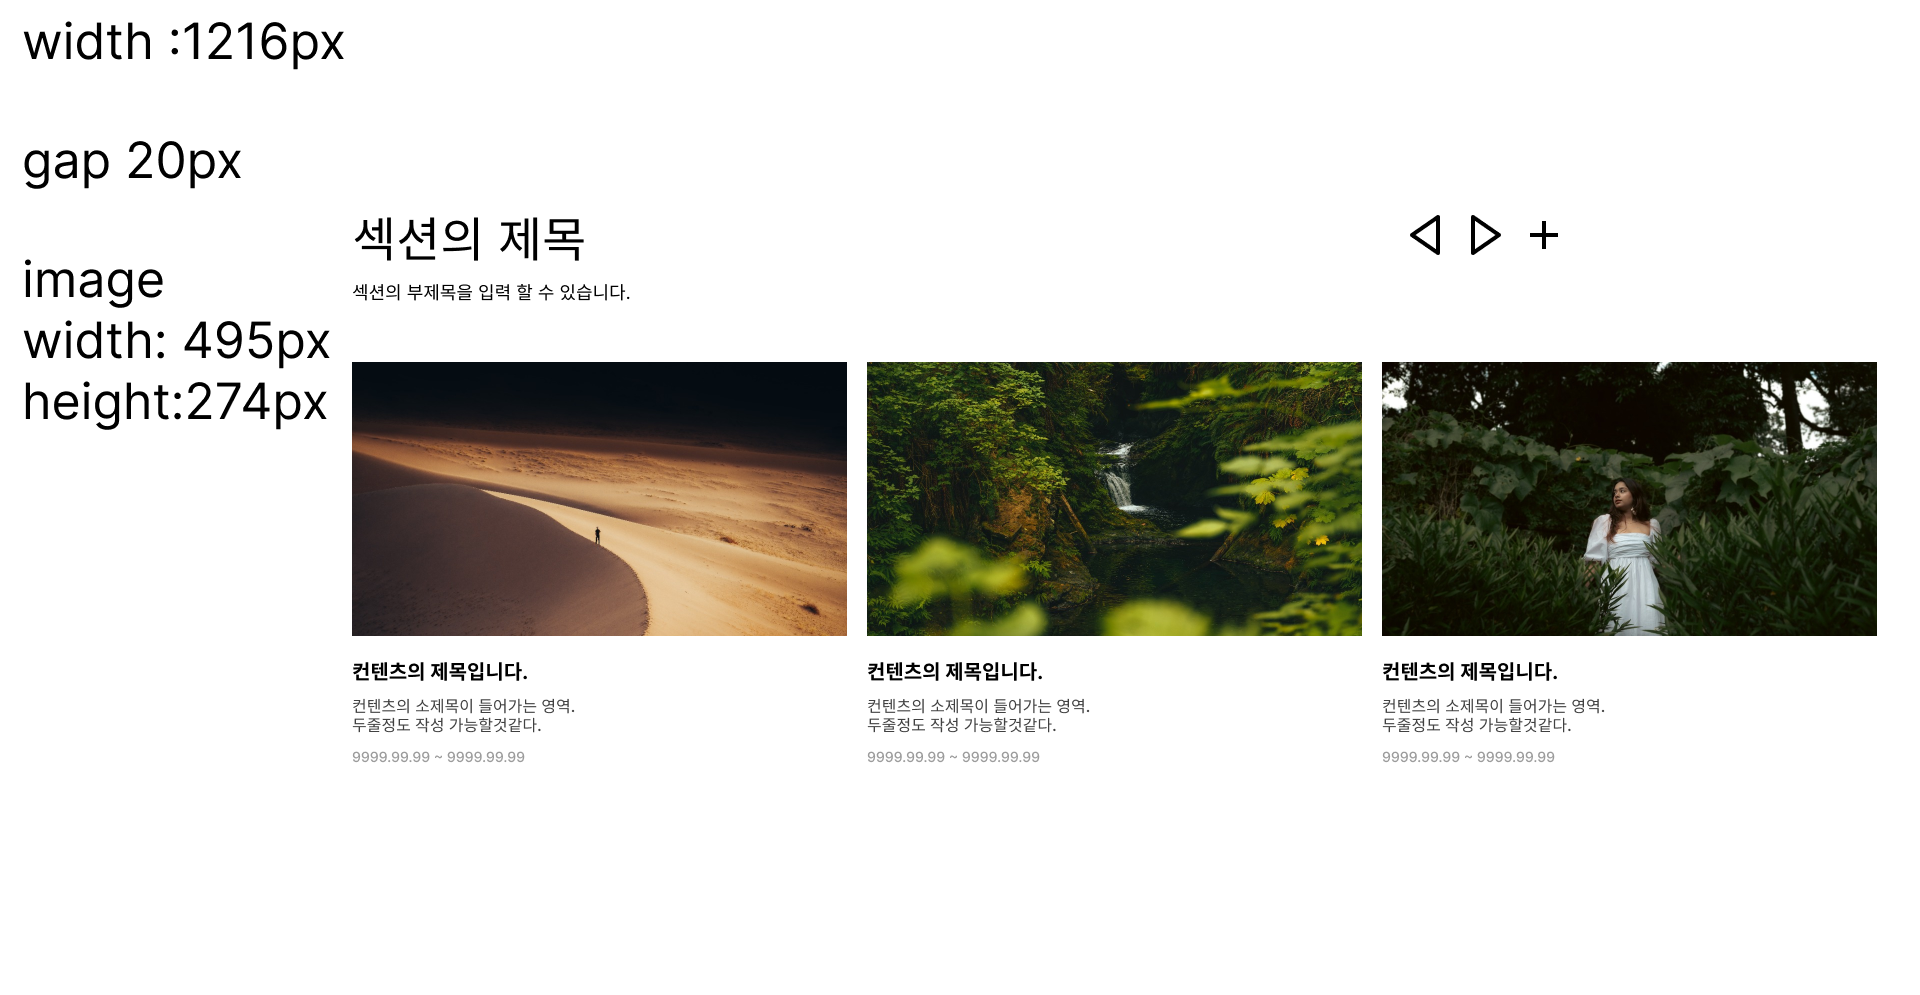 width :1216px
gap 20px
image
width: 495px
height:274px
섹션의 제목
섹션의 부제목을 입력 할 수 있습니다.
컨텐츠의 제목입니다.
컨텐츠의 소제목이 들어가는 영역.
두줄정도 작성 가능할것같다.
9999.99.99 ~ 9999.99.99
컨텐츠의 제목입니다.
컨텐츠의 소제목이 들어가는 영역.
두줄정도 작성 가능할것같다.
9999.99.99 ~ 9999.99.99
컨텐츠의 제목입니다.
컨텐츠의 소제목이 들어가는 영역.
두줄정도 작성 가능할것같다.
9999.99.99 ~ 9999.99.99